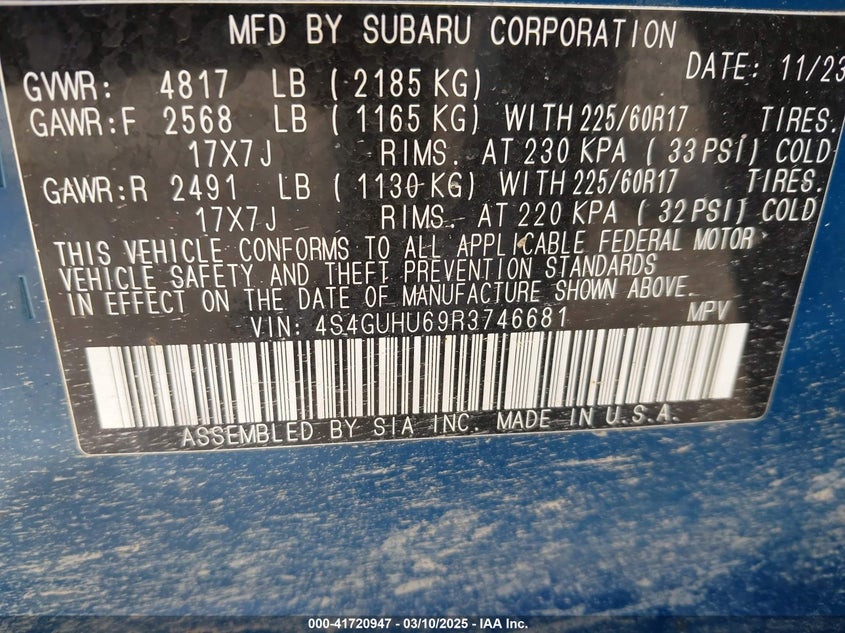 MFD BY SUBARU CORPORATION
DATE: 11/23
GVWR: 4817 LB ( 2185 KG)
GAWR:F 2568 LB ( 1165 KG) WITH 225/60R17 TIRES.
17X7J RIMS. AT 230 KPA ( 33PSI) COLD
GAWR:R 2491 LB ( 1130 KG) WITH 225/60R17 TIRES.
17X7J RIMS. AT 220 KPA ( 32PSI) COLD
THIS VEHICLE CONFORMS TO ALL APPLICABLE FEDERAL MOTOR
VEHICLE SAFETY AND THEFT PREVENTION STANDARDS
IN EFFECT ON THE DATE OF MANUFACTURE SHOWN ABOVE.
VIN: 4S4GUHU69R3746681 MPV
ASSEMBLED BY SIA INC. MADE IN U.S.A.
000-41720947 — 03/10/2025 — IAA Inc.